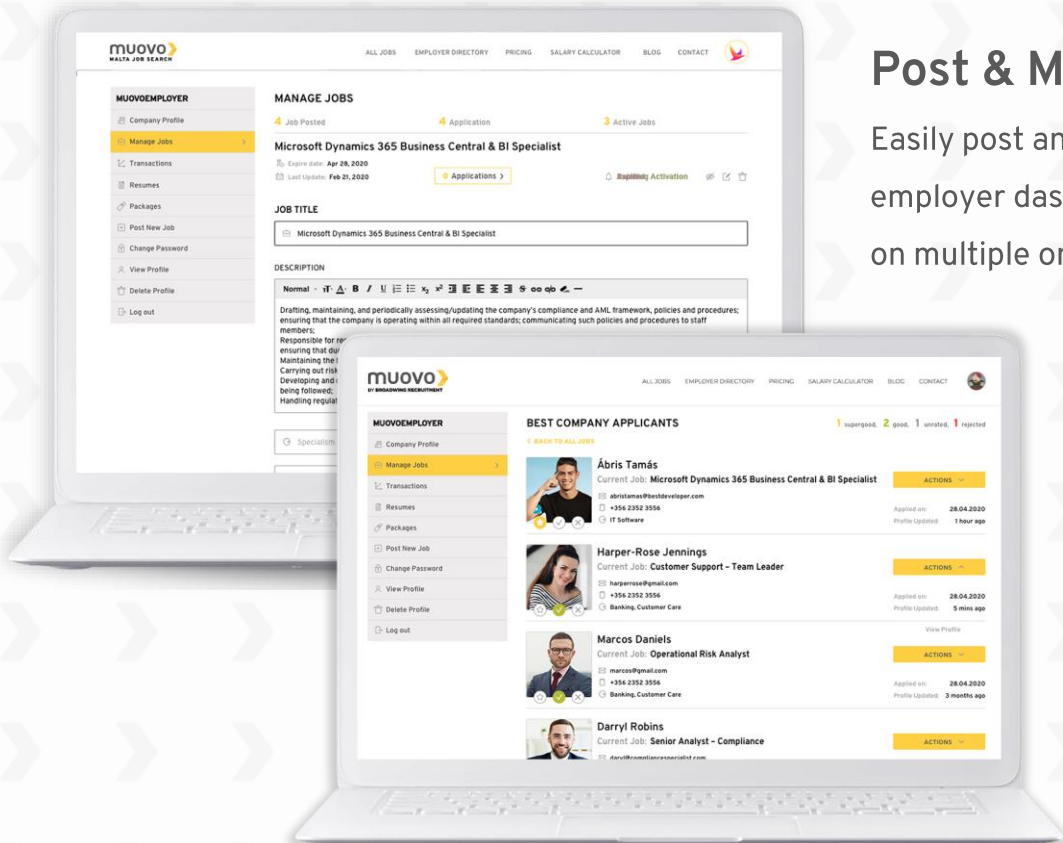 muovo
MALTA JOB SEARCH
ALL JOBS EMPLOYER DIRECTORY PRICING SALARY CALCULATOR BLOG CONTACT
MUOVOEMPLOYER
Company Profile
Manage Jobs
Transactions
Resumes
Packages
Post New Job
Change Password
View Profile
Delete Profile
Log out
MANAGE JOBS
4 Job Posted 4 Application 3 Active Jobs
Microsoft Dynamics 365 Business Central & BI Specialist
Expire date: Apr 28, 2020
Last Update: Feb 21, 2020
0 Applications >
Activation
JOB TITLE
Microsoft Dynamics 365 Business Central & BI Specialist
DESCRIPTION
Normal
Drafting, maintaining, and periodically assessing/updating the company's compliance and AML framework, policies and procedures;
ensuring that the company is operating within all required standards; communicating such policies and procedures to staff
members;
Responsible for
ensuring that
Maintaining the
Carrying out risk
Developing and
being followed;
Handling
Specialism
Post & M
Easily post an
employer das
on multiple or
muovo
BY BROADWING RECRUITMENT
ALL JOBS EMPLOYER DIRECTORY PRICING SALARY CALCULATOR BLOG CONTACT
MUOVOEMPLOYER
Company Profile
Manage Jobs
Transactions
Resumes
Packages
Post New Job
Change Password
View Profile
Delete Profile
Log out
BEST COMPANY APPLICANTS
1 supergood, 2 good, 1 unrated, 1 rejected
BACK TO ALL JOBS
Ábris Tamás
Current Job: Microsoft Dynamics 365 Business Central & BI Specialist
abristamas@bestdeveloper.com
+356 2352 3556
IT Software
ACTIONS
Applied on: 28.04.2020
Profile Updated: 1 hour ago
Harper-Rose Jennings
Current Job: Customer Support – Team Leader
harperrose@gmail.com
+356 2352 3556
Banking, Customer Care
ACTIONS
Applied on: 28.04.2020
Profile Updated: 5 mins ago
View Profile
Marcos Daniels
Current Job: Operational Risk Analyst
marcos@gmail.com
+356 2352 3556
Banking, Customer Care
ACTIONS
Applied on: 28.04.2020
Profile Updated: 3 months ago
Darryl Robins
Current Job: Senior Analyst – Compliance
daryl@compliancespecialist.com
ACTIONS